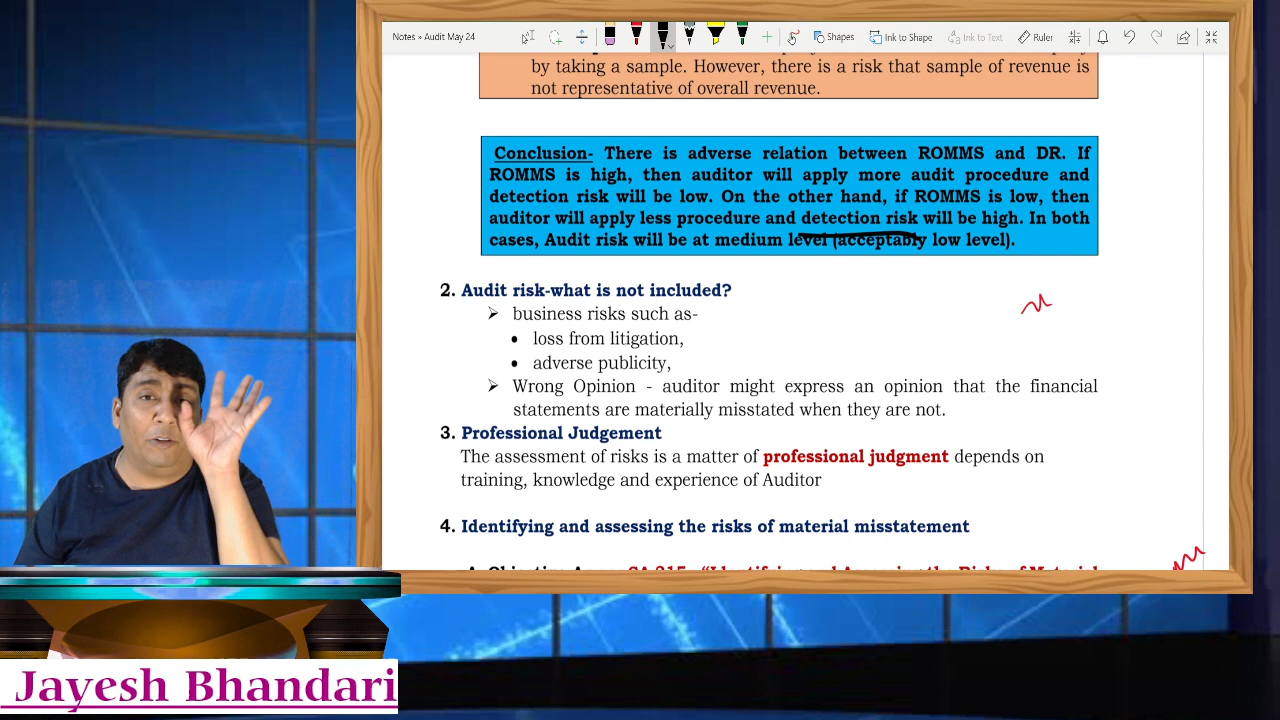 Notes » Audit May 24
Shapes
Ink to Shape
Ink to Text
Ruler
by taking a sample. However, there is a risk that sample of revenue is
not representative of overall revenue.
Conclusion- There is adverse relation between ROMMS and DR. If
ROMMS is high, then auditor will apply more audit procedure and
detection risk will be low. On the other hand, if ROMMS is low, then
auditor will apply less procedure and detection risk will be high. In both
cases, Audit risk will be at medium level (acceptably low level).
2. Audit risk-what is not included?
➢ business risks such as-
• loss from litigation,
• adverse publicity,
➢ Wrong Opinion - auditor might express an opinion that the financial
statements are materially misstated when they are not.
3. Professional Judgement
The assessment of risks is a matter of professional judgment depends on
training, knowledge and experience of Auditor
4. Identifying and assessing the risks of material misstatement
Jayesh Bhandari